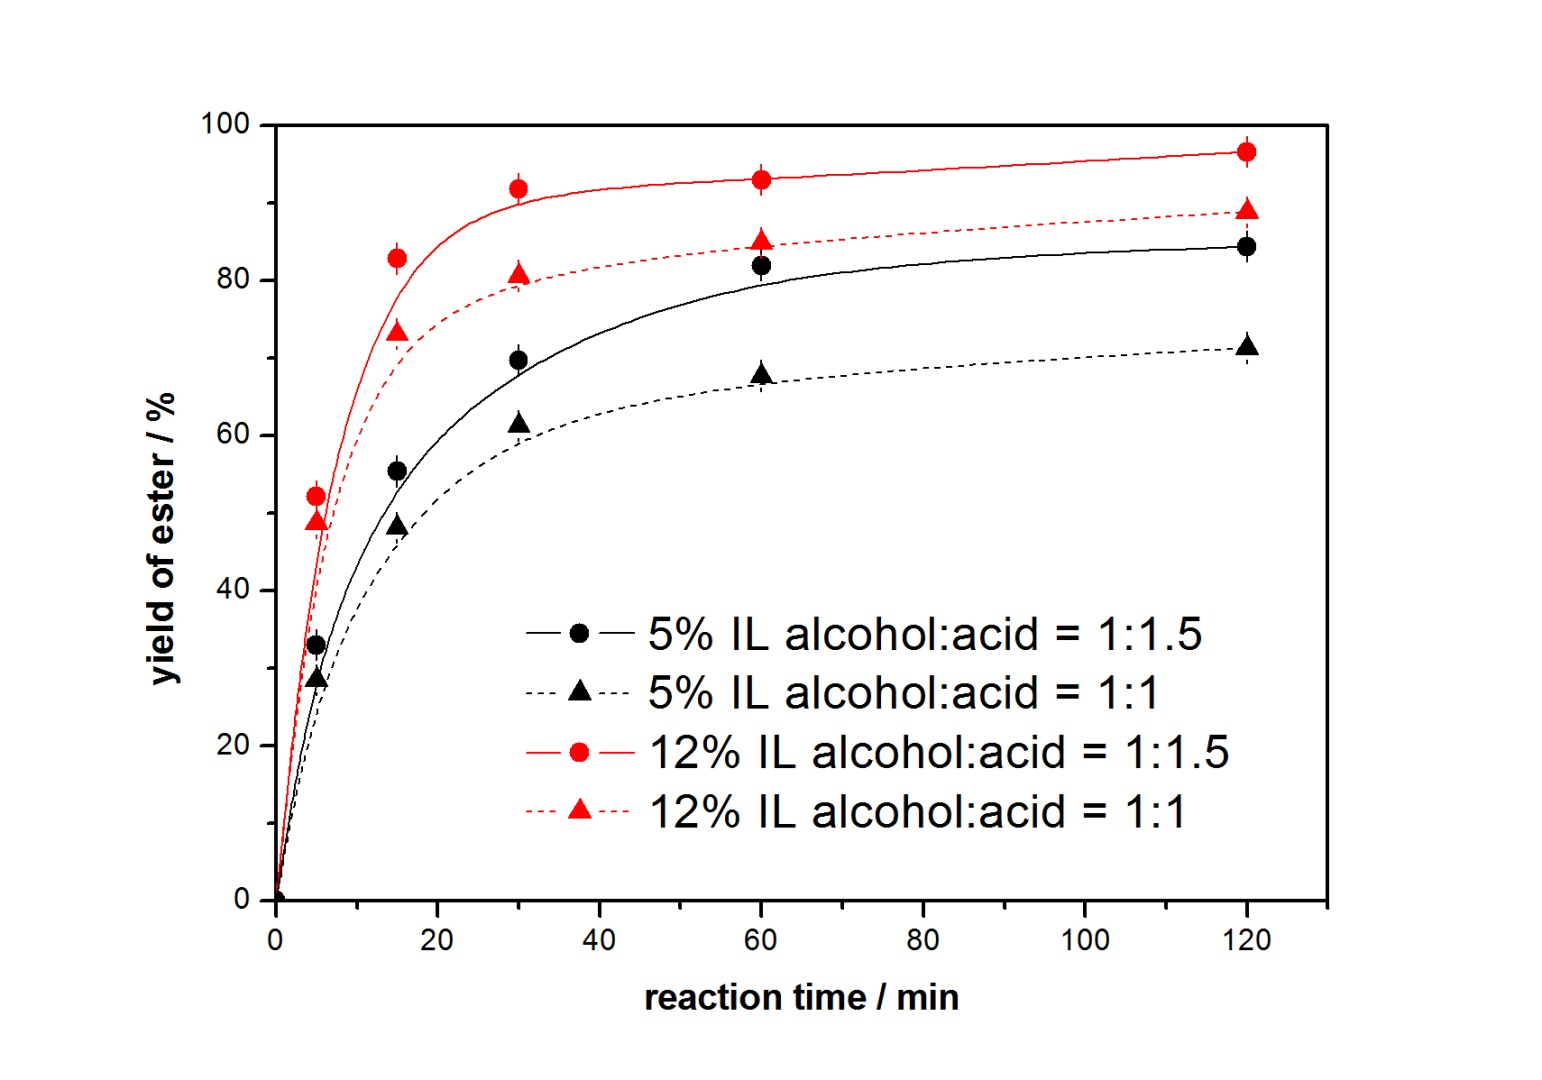 100
80
60
40
20
0
yield of ester / %
5% IL alcohol:acid = 1:1.5
5% IL alcohol:acid = 1:1
12% IL alcohol:acid = 1:1.5
12% IL alcohol:acid = 1:1
0 20 40 60 80 100 120
reaction time / min